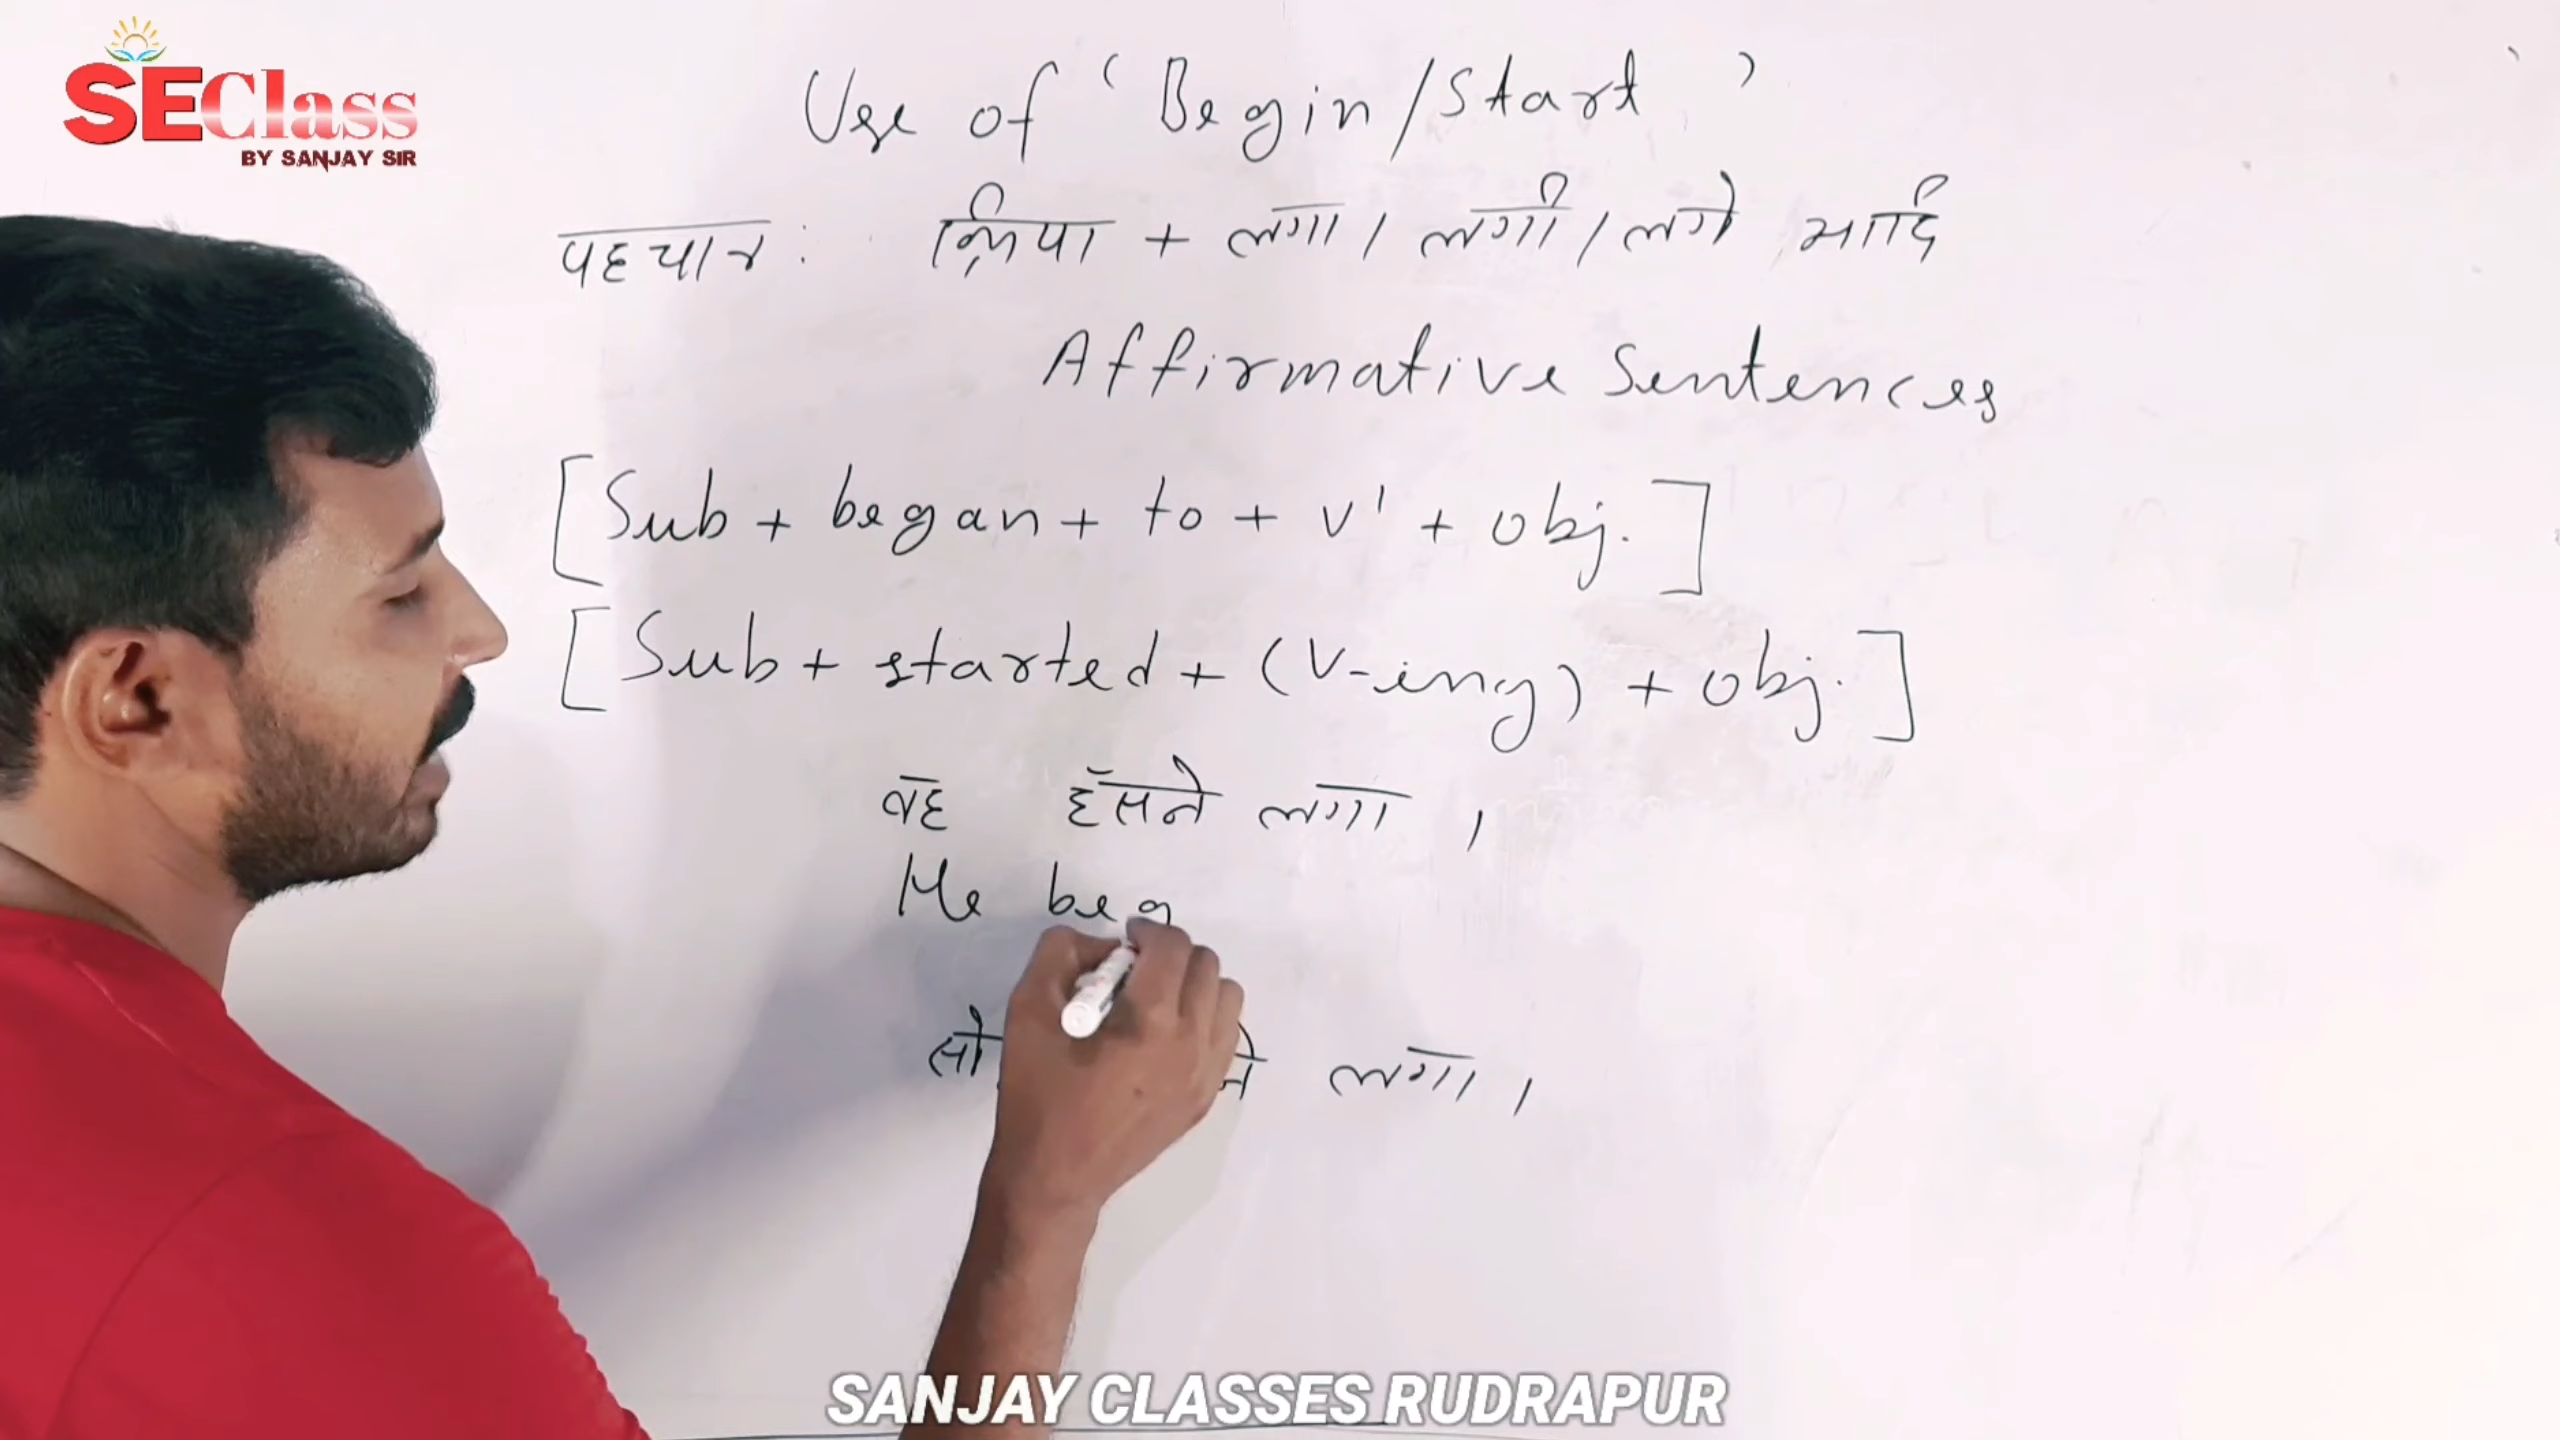 SEClass
BY SANJAY SIR
Use of 'Begin/Start'
पहचान: क्रिया + लगा/लगी/लगे आदि
Affirmative Sentences
[Sub + began + to + v¹ + obj.]
[Sub + started + (V-ing) + obj.]
वह हँसने लगा।
He beg
लगा।
SANJAY CLASSES RUDRAPUR